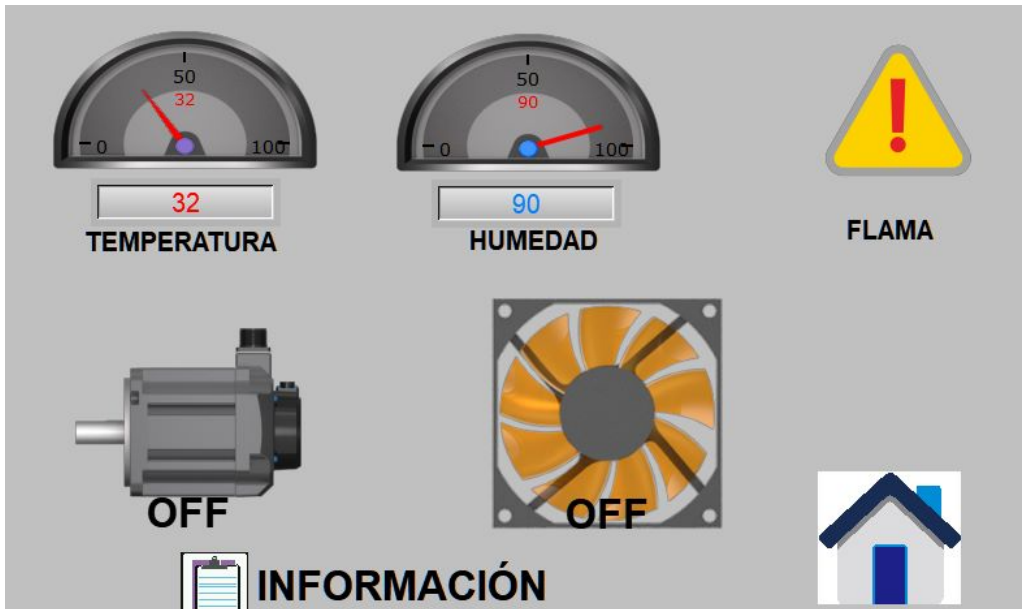 50
32
0
100
32
TEMPERATURA
50
90
0
100
90
HUMEDAD
!
FLAMA
OFF
OFF
INFORMACIÓN